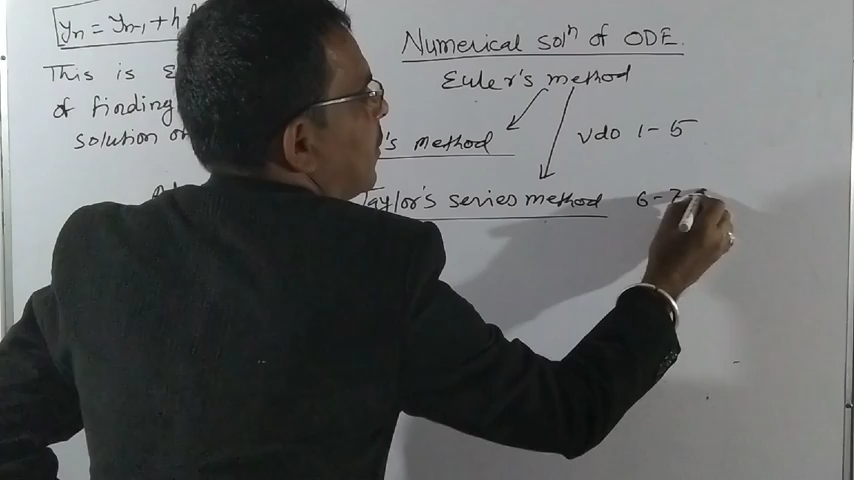 yn = yn-1 + h
This is
of finding
solution
Numerical solⁿ of ODE.
Euler's method
's method
vdo 1-5
Taylor's series method 6-7